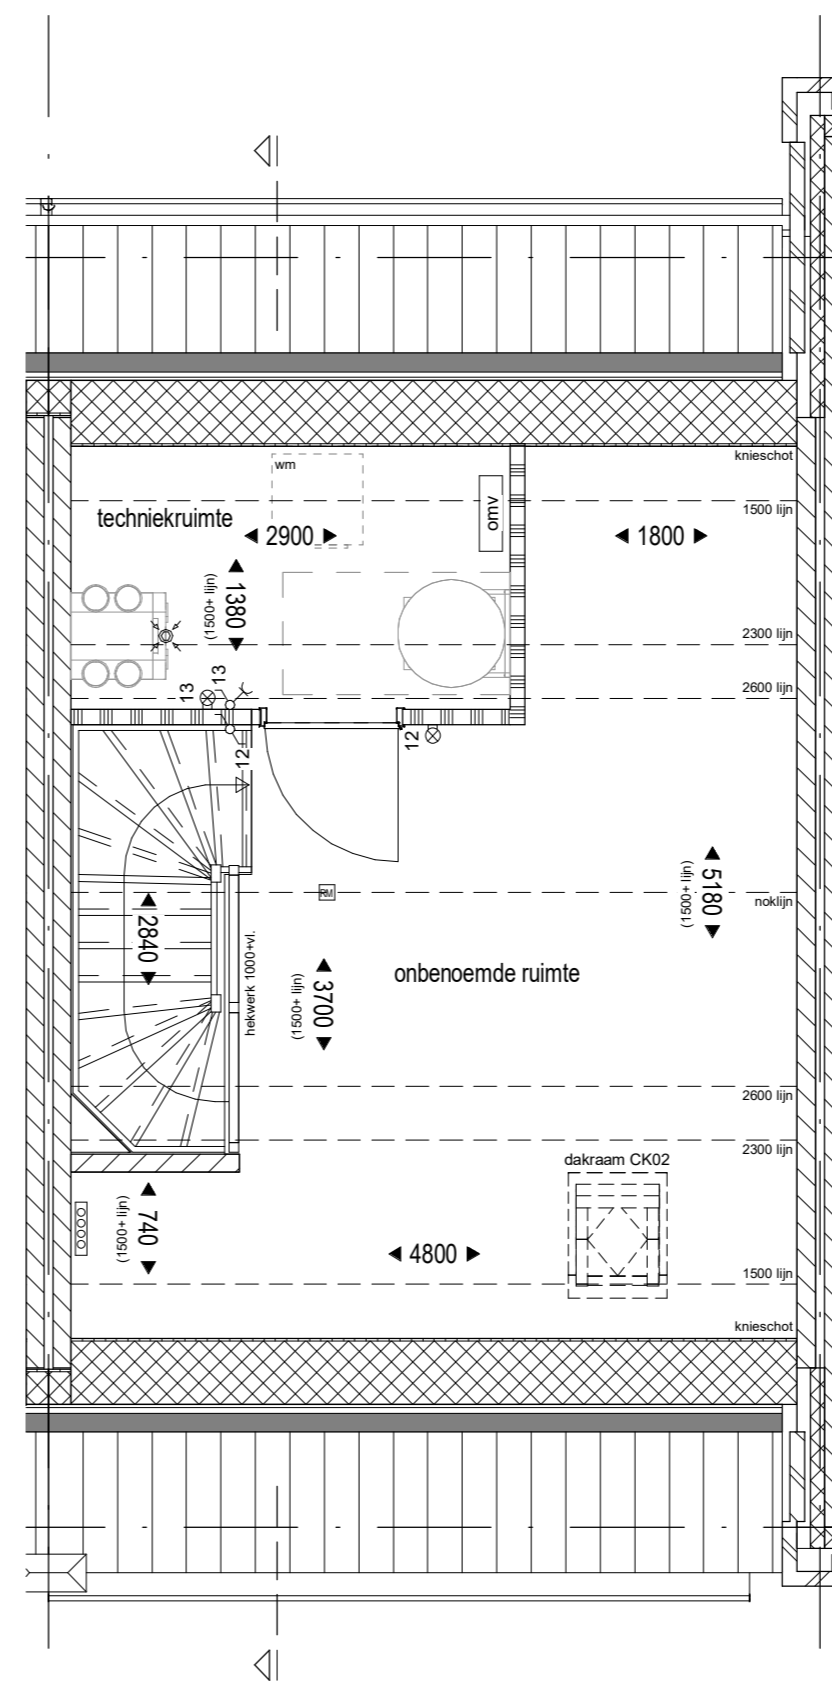 knieschot
wm
1500 lijn
omv
techniekruimte
2900
1800
1380
(1500+ lijn)
2300 lijn
2600 lijn
13
13
12
12
5180
(1500+ lijn)
RM
noklijn
2840
hekwerk 1000+vl.
3700
(1500+ lijn)
onbenoemde ruimte
2600 lijn
2300 lijn
dakraam CK02
740
(1500+ lijn)
4800
1500 lijn
knieschot